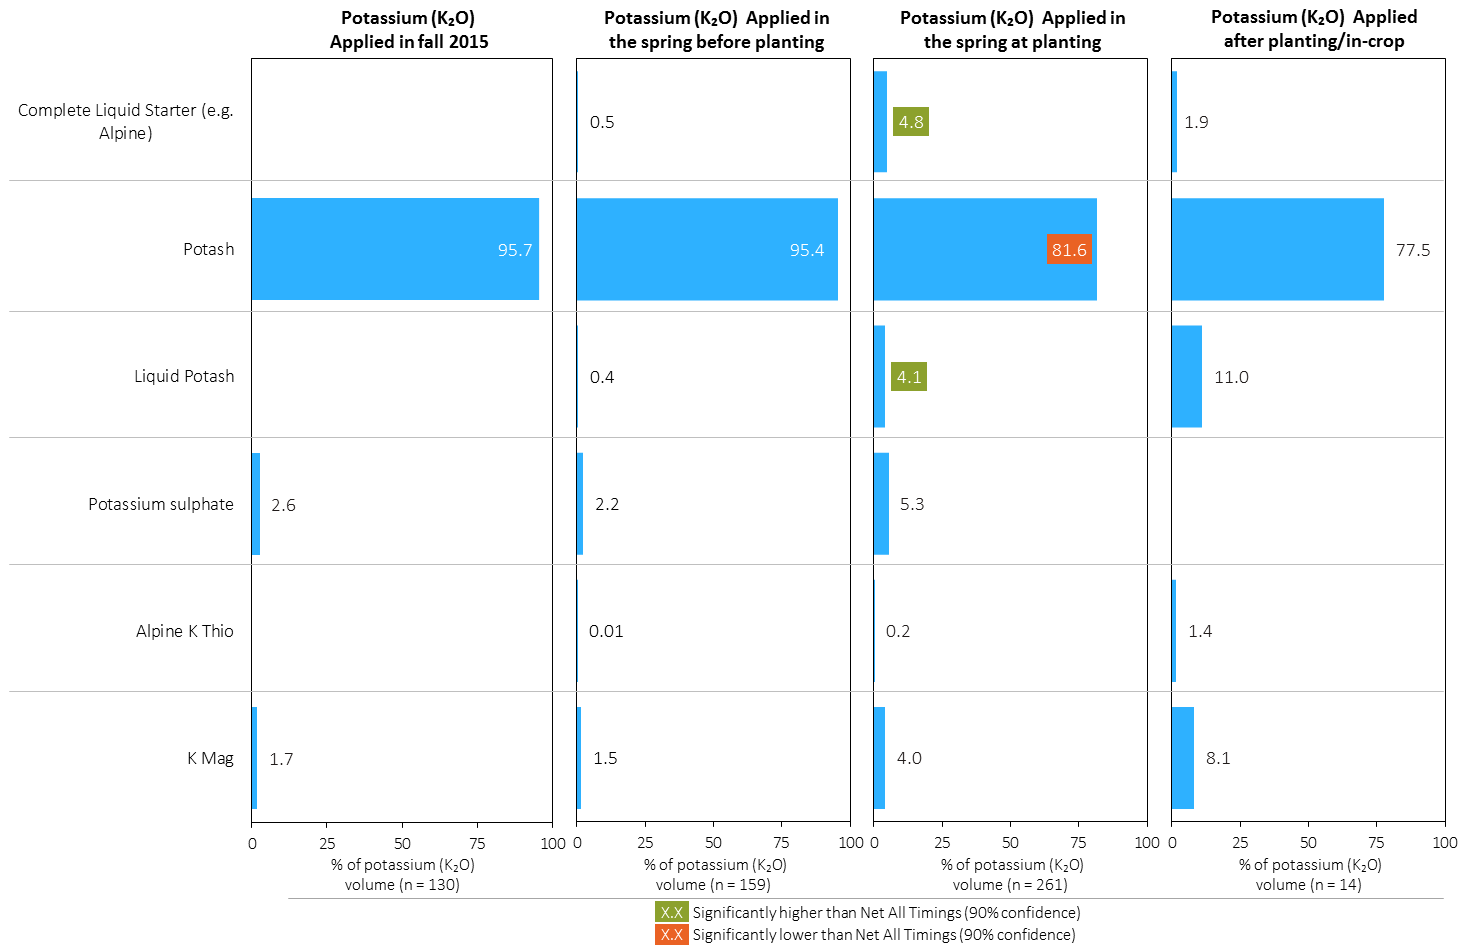 Potassium (K₂O)
Applied in fall 2015
Potassium (K₂O) Applied in
the spring before planting
Potassium (K₂O) Applied in
the spring at planting
Potassium (K₂O) Applied
after planting/in-crop
Complete Liquid Starter (e.g.
Alpine)
0.5
4.8
1.9
Potash
95.7
95.4
81.6
77.5
Liquid Potash
0.4
4.1
11.0
Potassium sulphate
2.6
2.2
5.3
Alpine K Thio
0.01
0.2
1.4
K Mag
1.7
1.5
4.0
8.1
0 25 50 75 100
0 25 50 75 100
0 25 50 75 100
0 25 50 75 100
% of potassium (K₂O)
volume (n = 130)
% of potassium (K₂O)
volume (n = 159)
% of potassium (K₂O)
volume (n = 261)
% of potassium (K₂O)
volume (n = 14)
X.X Significantly higher than Net All Timings (90% confidence)
X.X Significantly lower than Net All Timings (90% confidence)